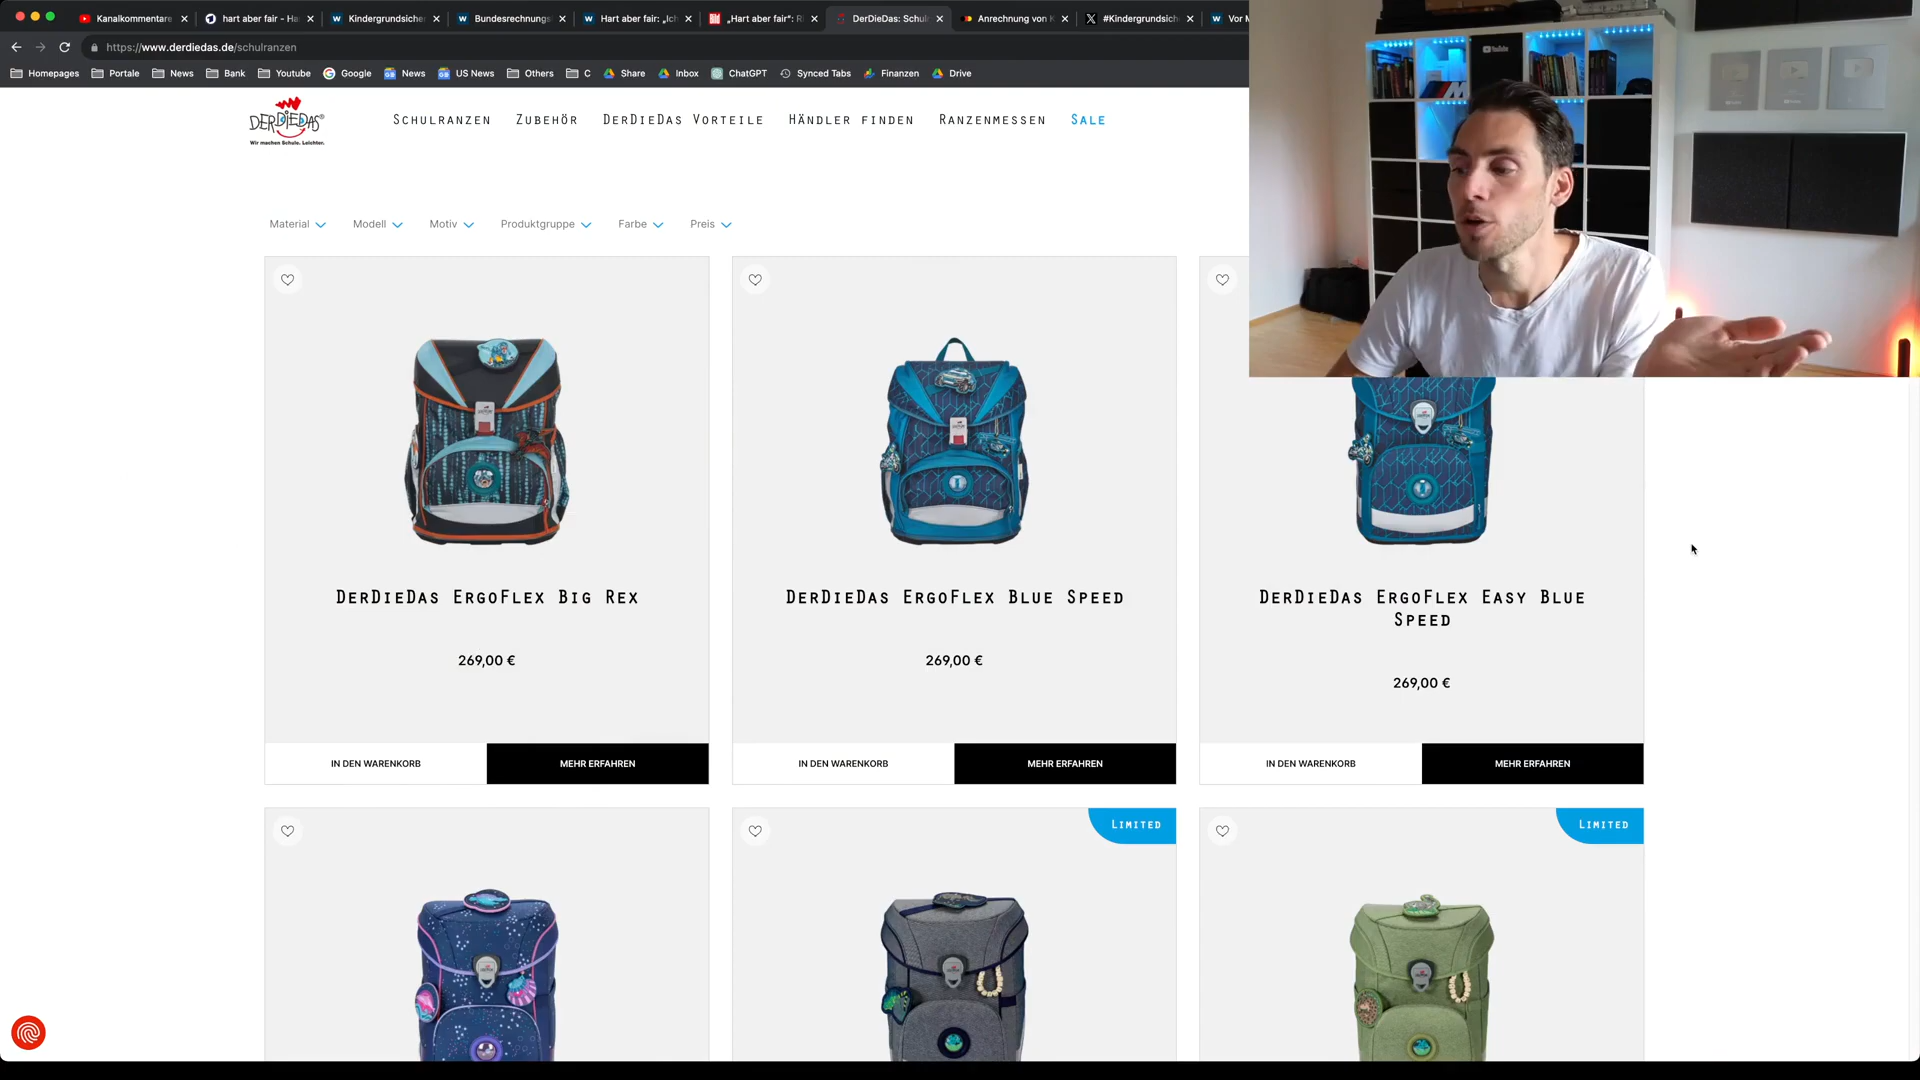 Kanalkommentare
hart aber fair - Ha
Kindergrundsicher
Bundesrechnungs
Hart aber fair: „Ich
„Hart aber fair": R
DerDieDas: Schul
Anrechnung von K
#Kindergrundsich
Vor M
https://www.derdiedas.de/schulranzen
Homepages
Portale
News
Bank
Youtube
Google
News
US News
Others
C
Share
Inbox
ChatGPT
Synced Tabs
Finanzen
Drive
YouTube
DERDIEDAS®
Wir machen Schule. Leichter.
Schulranzen
Zubehör
DerDieDas Vorteile
Händler finden
Ranzenmessen
Sale
Material
Modell
Motiv
Produktgruppe
Farbe
Preis
DerDieDas ErgoFlex Big Rex
269,00 €
IN DEN WARENKORB
MEHR ERFAHREN
DerDieDas ErgoFlex Blue Speed
269,00 €
IN DEN WARENKORB
MEHR ERFAHREN
DerDieDas ErgoFlex Easy Blue
Speed
269,00 €
IN DEN WARENKORB
MEHR ERFAHREN
Limited
Limited